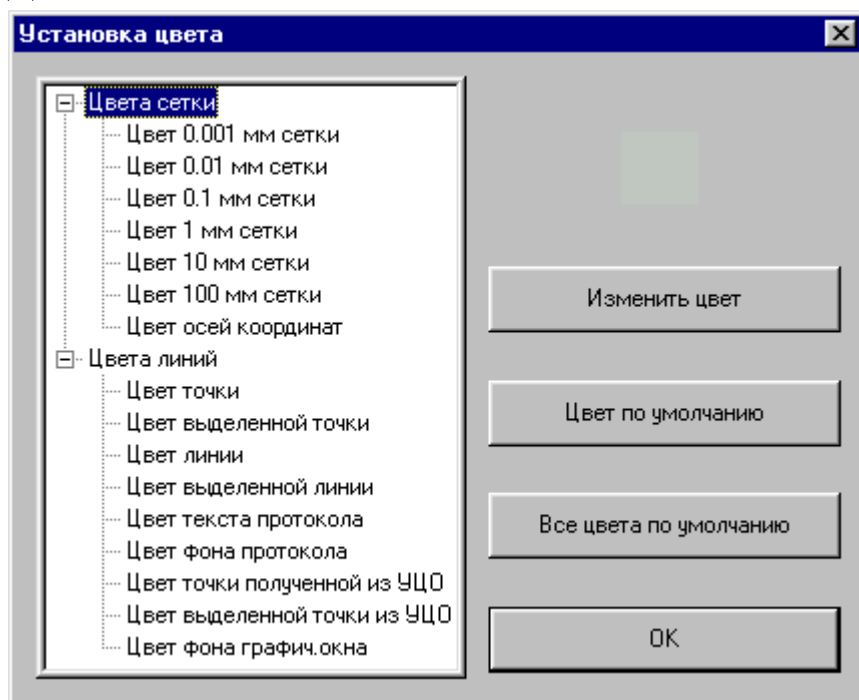 Установка цвета
Цвета сетки
Цвет 0.001 мм сетки
Цвет 0.01 мм сетки
Цвет 0.1 мм сетки
Цвет 1 мм сетки
Цвет 10 мм сетки
Цвет 100 мм сетки
Цвет осей координат
Цвета линий
Цвет точки
Цвет выделенной точки
Цвет линии
Цвет выделенной линии
Цвет текста протокола
Цвет фона протокола
Цвет точки полученной из УЦО
Цвет выделенной точки из УЦО
Цвет фона графич.окна
Изменить цвет
Цвет по умолчанию
Все цвета по умолчанию
OK